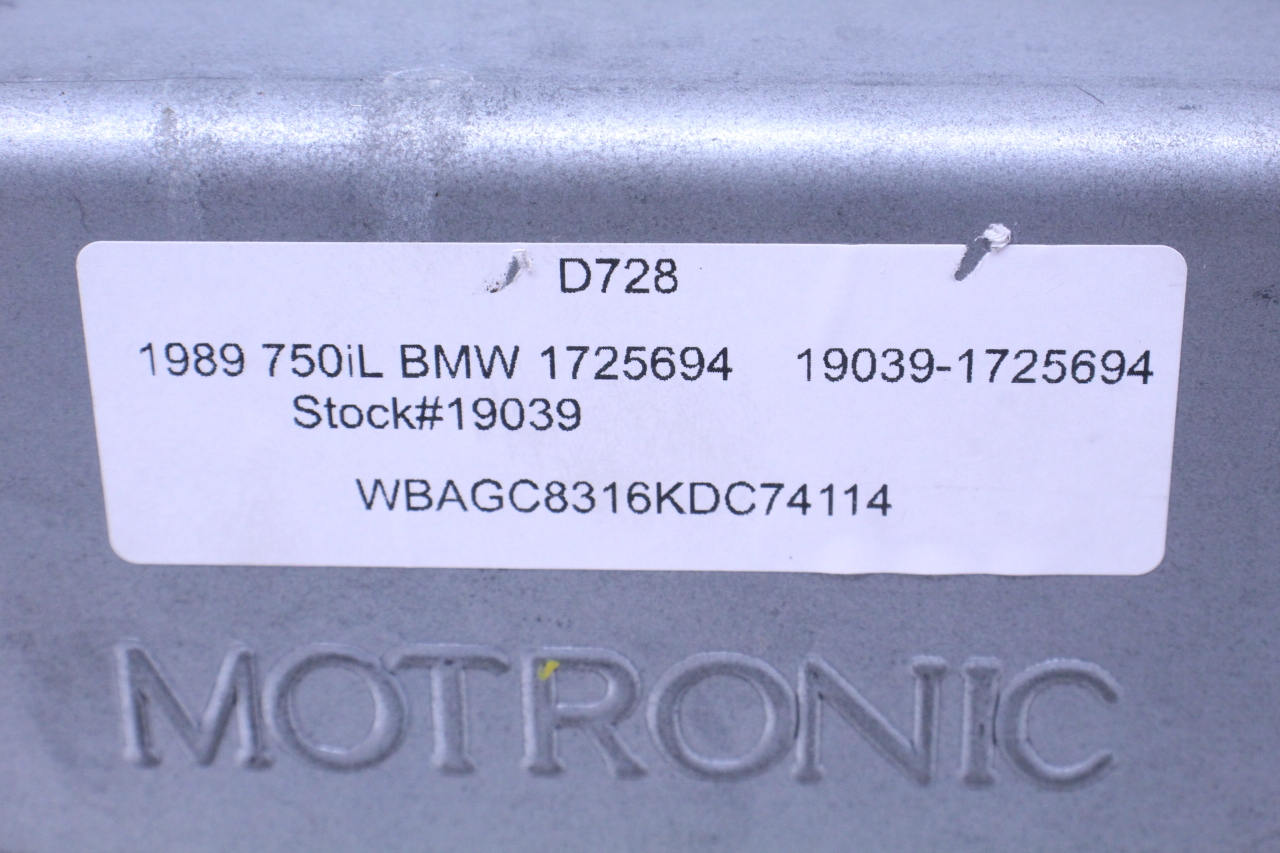 D728
1989 750iL BMW 1725694 19039-1725694
Stock#19039
WBAGC8316KDC74114
MOTRONIC